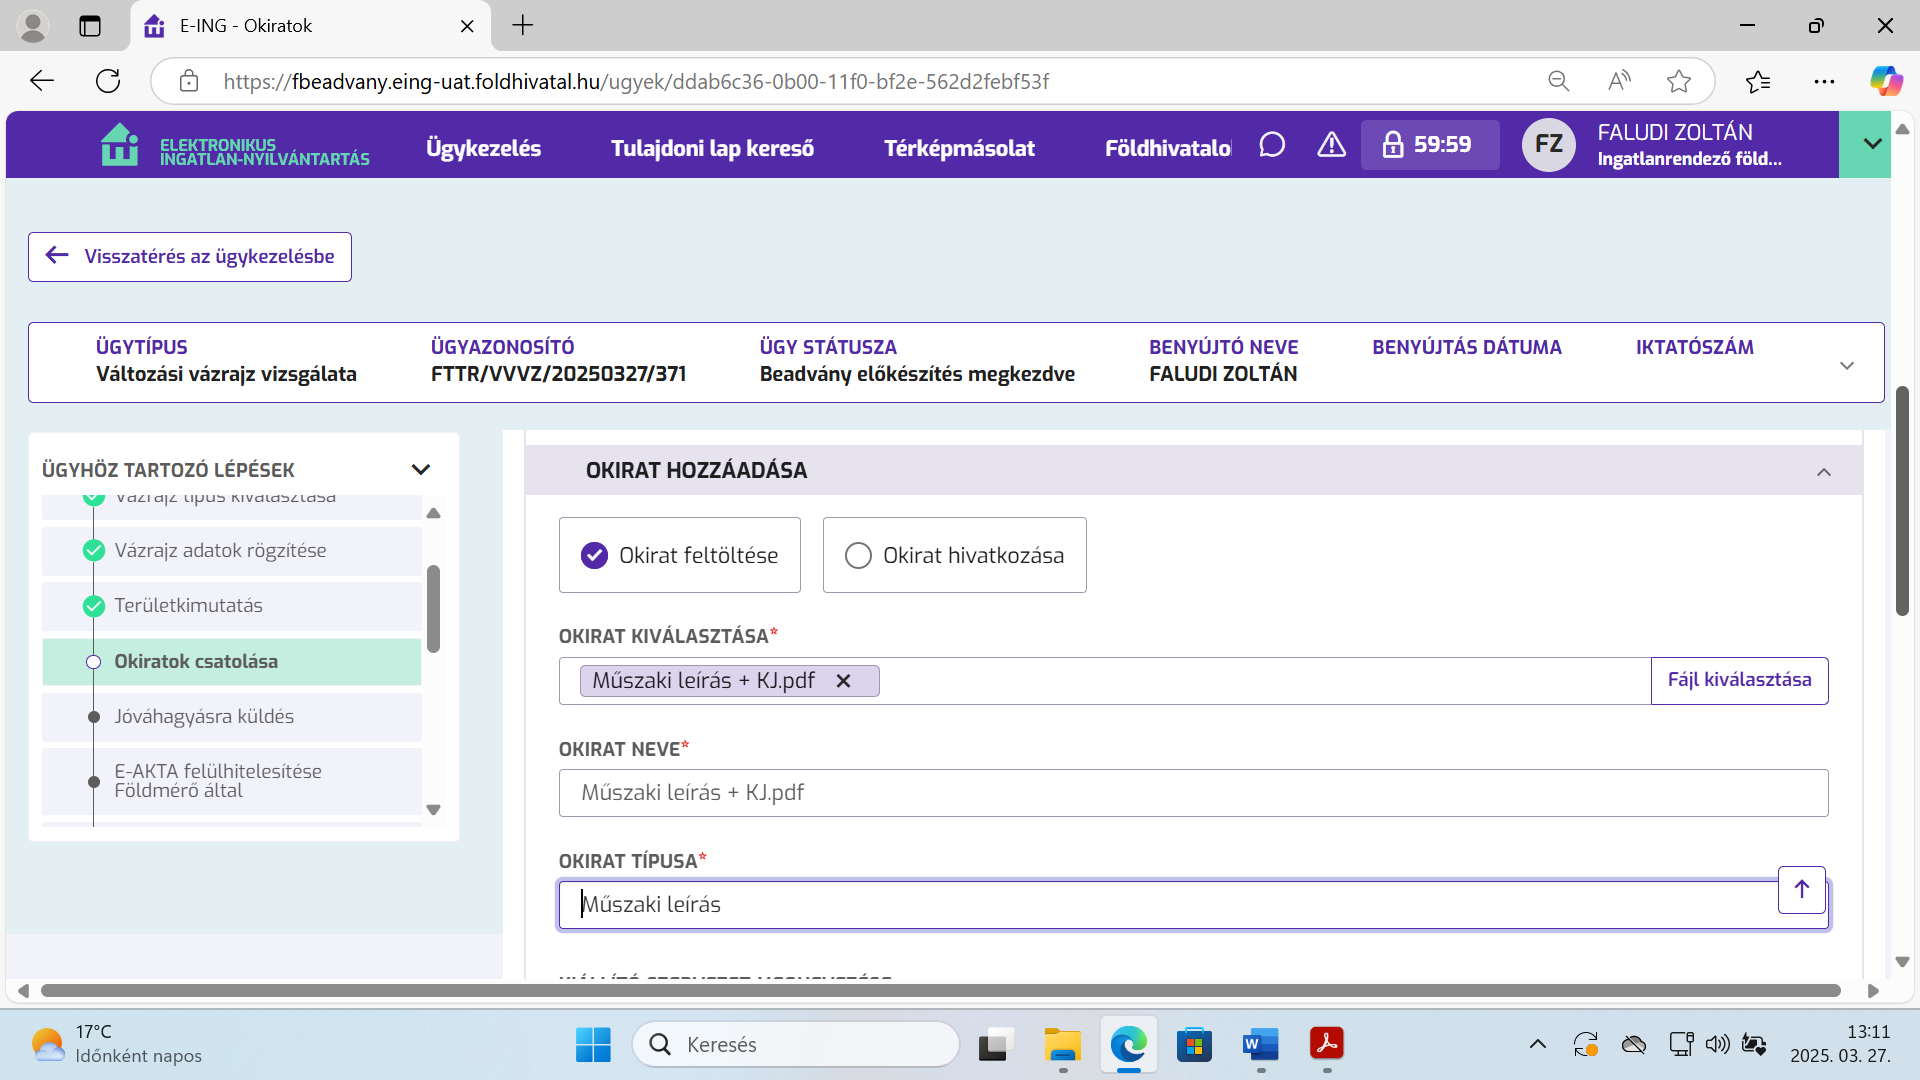 E-ING - Okiratok
https://fbeadvany.eing-uat.foldhivatal.hu/ugyek/ddab6c36-0b00-11f0-bf2e-562d2febf53f
ELEKTRONIKUS
INGATLAN-NYILVÁNTARTÁS
Ügykezelés
Tulajdoni lap kereső
Térképmásolat
Földhivatalo
59:59
FZ
FALUDI ZOLTÁN
Ingatlanrendező föld...
Visszatérés az ügykezelésbe
ÜGYTÍPUS
Változási vázrajz vizsgálata
ÜGYAZONOSÍTÓ
FTTR/VVVZ/20250327/371
ÜGY STÁTUSZA
Beadvány előkészítés megkezdve
BENYÚJTÓ NEVE
FALUDI ZOLTÁN
BENYÚJTÁS DÁTUMA
IKTATÓSZÁM
ÜGYHÖZ TARTOZÓ LÉPÉSEK
Vázrajz típus kiválasztása
Vázrajz adatok rögzítése
Területkimutatás
Okiratok csatolása
Jóváhagyásra küldés
E-AKTA felülhitelesítése
Földmérő által
OKIRAT HOZZÁADÁSA
Okirat feltöltése
Okirat hivatkozása
OKIRAT KIVÁLASZTÁSA*
Műszaki leírás + KJ.pdf
Fájl kiválasztása
OKIRAT NEVE*
Műszaki leírás + KJ.pdf
OKIRAT TÍPUSA*
Műszaki leírás
17°C
Időnként napos
Keresés
13:11
2025. 03. 27.